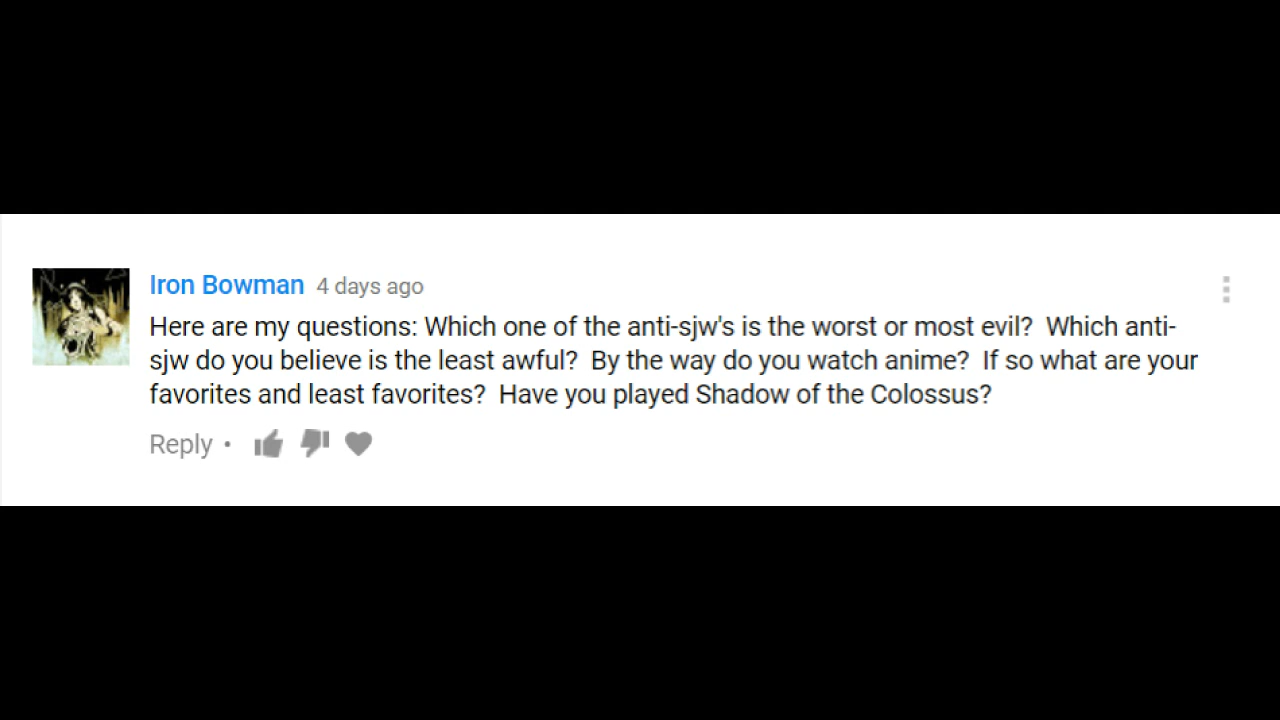 Iron Bowman 4 days ago
Here are my questions: Which one of the anti-sjw's is the worst or most evil?  Which anti-
sjw do you believe is the least awful?  By the way do you watch anime?  If so what are your
favorites and least favorites?  Have you played Shadow of the Colossus?
Reply •